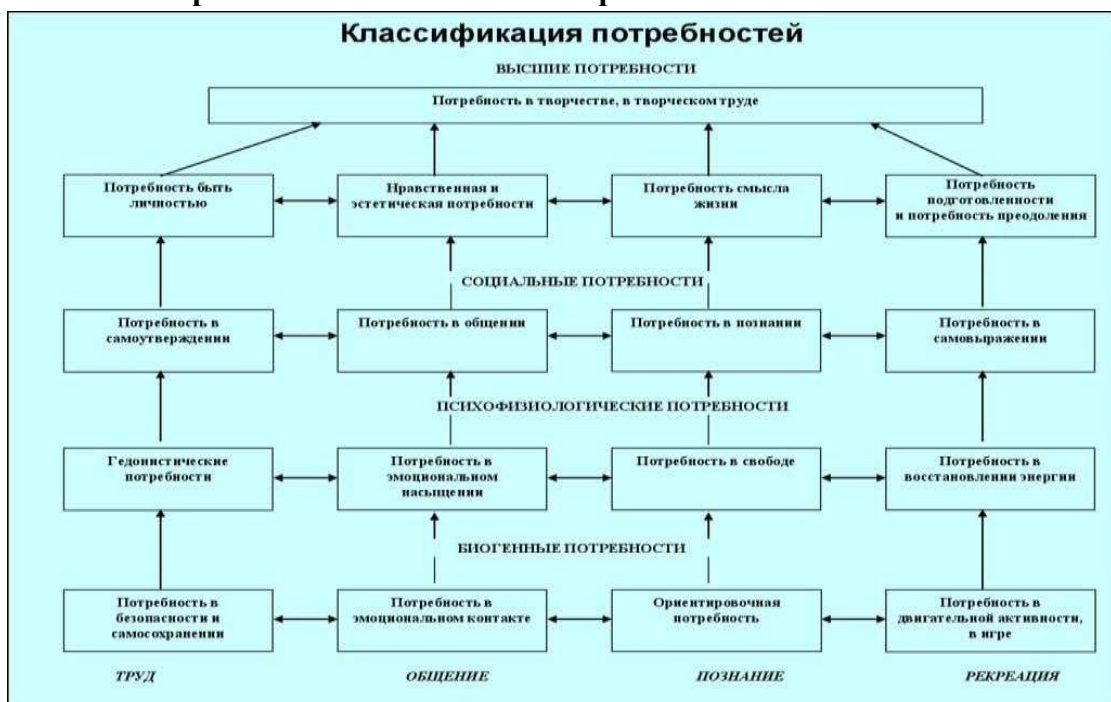 Классификация потребностей
ВЫСШИЕ ПОТРЕБНОСТИ
Потребность в творчестве, в творческом труде
Потребность быть
личностью
Нравственная и
эстетическая потребности
Потребность смысла
жизни
Потребность
подготовленности
и потребность преодоления
СОЦИАЛЬНЫЕ ПОТРЕБНОСТИ
Потребность в
самоутверждении
Потребность в общении
Потребность в познании
Потребность в
самовыражении
ПСИХОФИЗИОЛОГИЧЕСКИЕ ПОТРЕБНОСТИ
Гедонистические
потребности
Потребность в
эмоциональном
насыщении
Потребность в свободе
Потребность в
восстановлении энергии
БИОГЕННЫЕ ПОТРЕБНОСТИ
Потребность в
безопасности и
самосохранении
Потребность в
эмоциональном контакте
Ориентировочная
потребность
Потребность в
двигательной активности,
в игре
ТРУД
ОБЩЕНИЕ
ПОЗНАНИЕ
РЕКРЕАЦИЯ